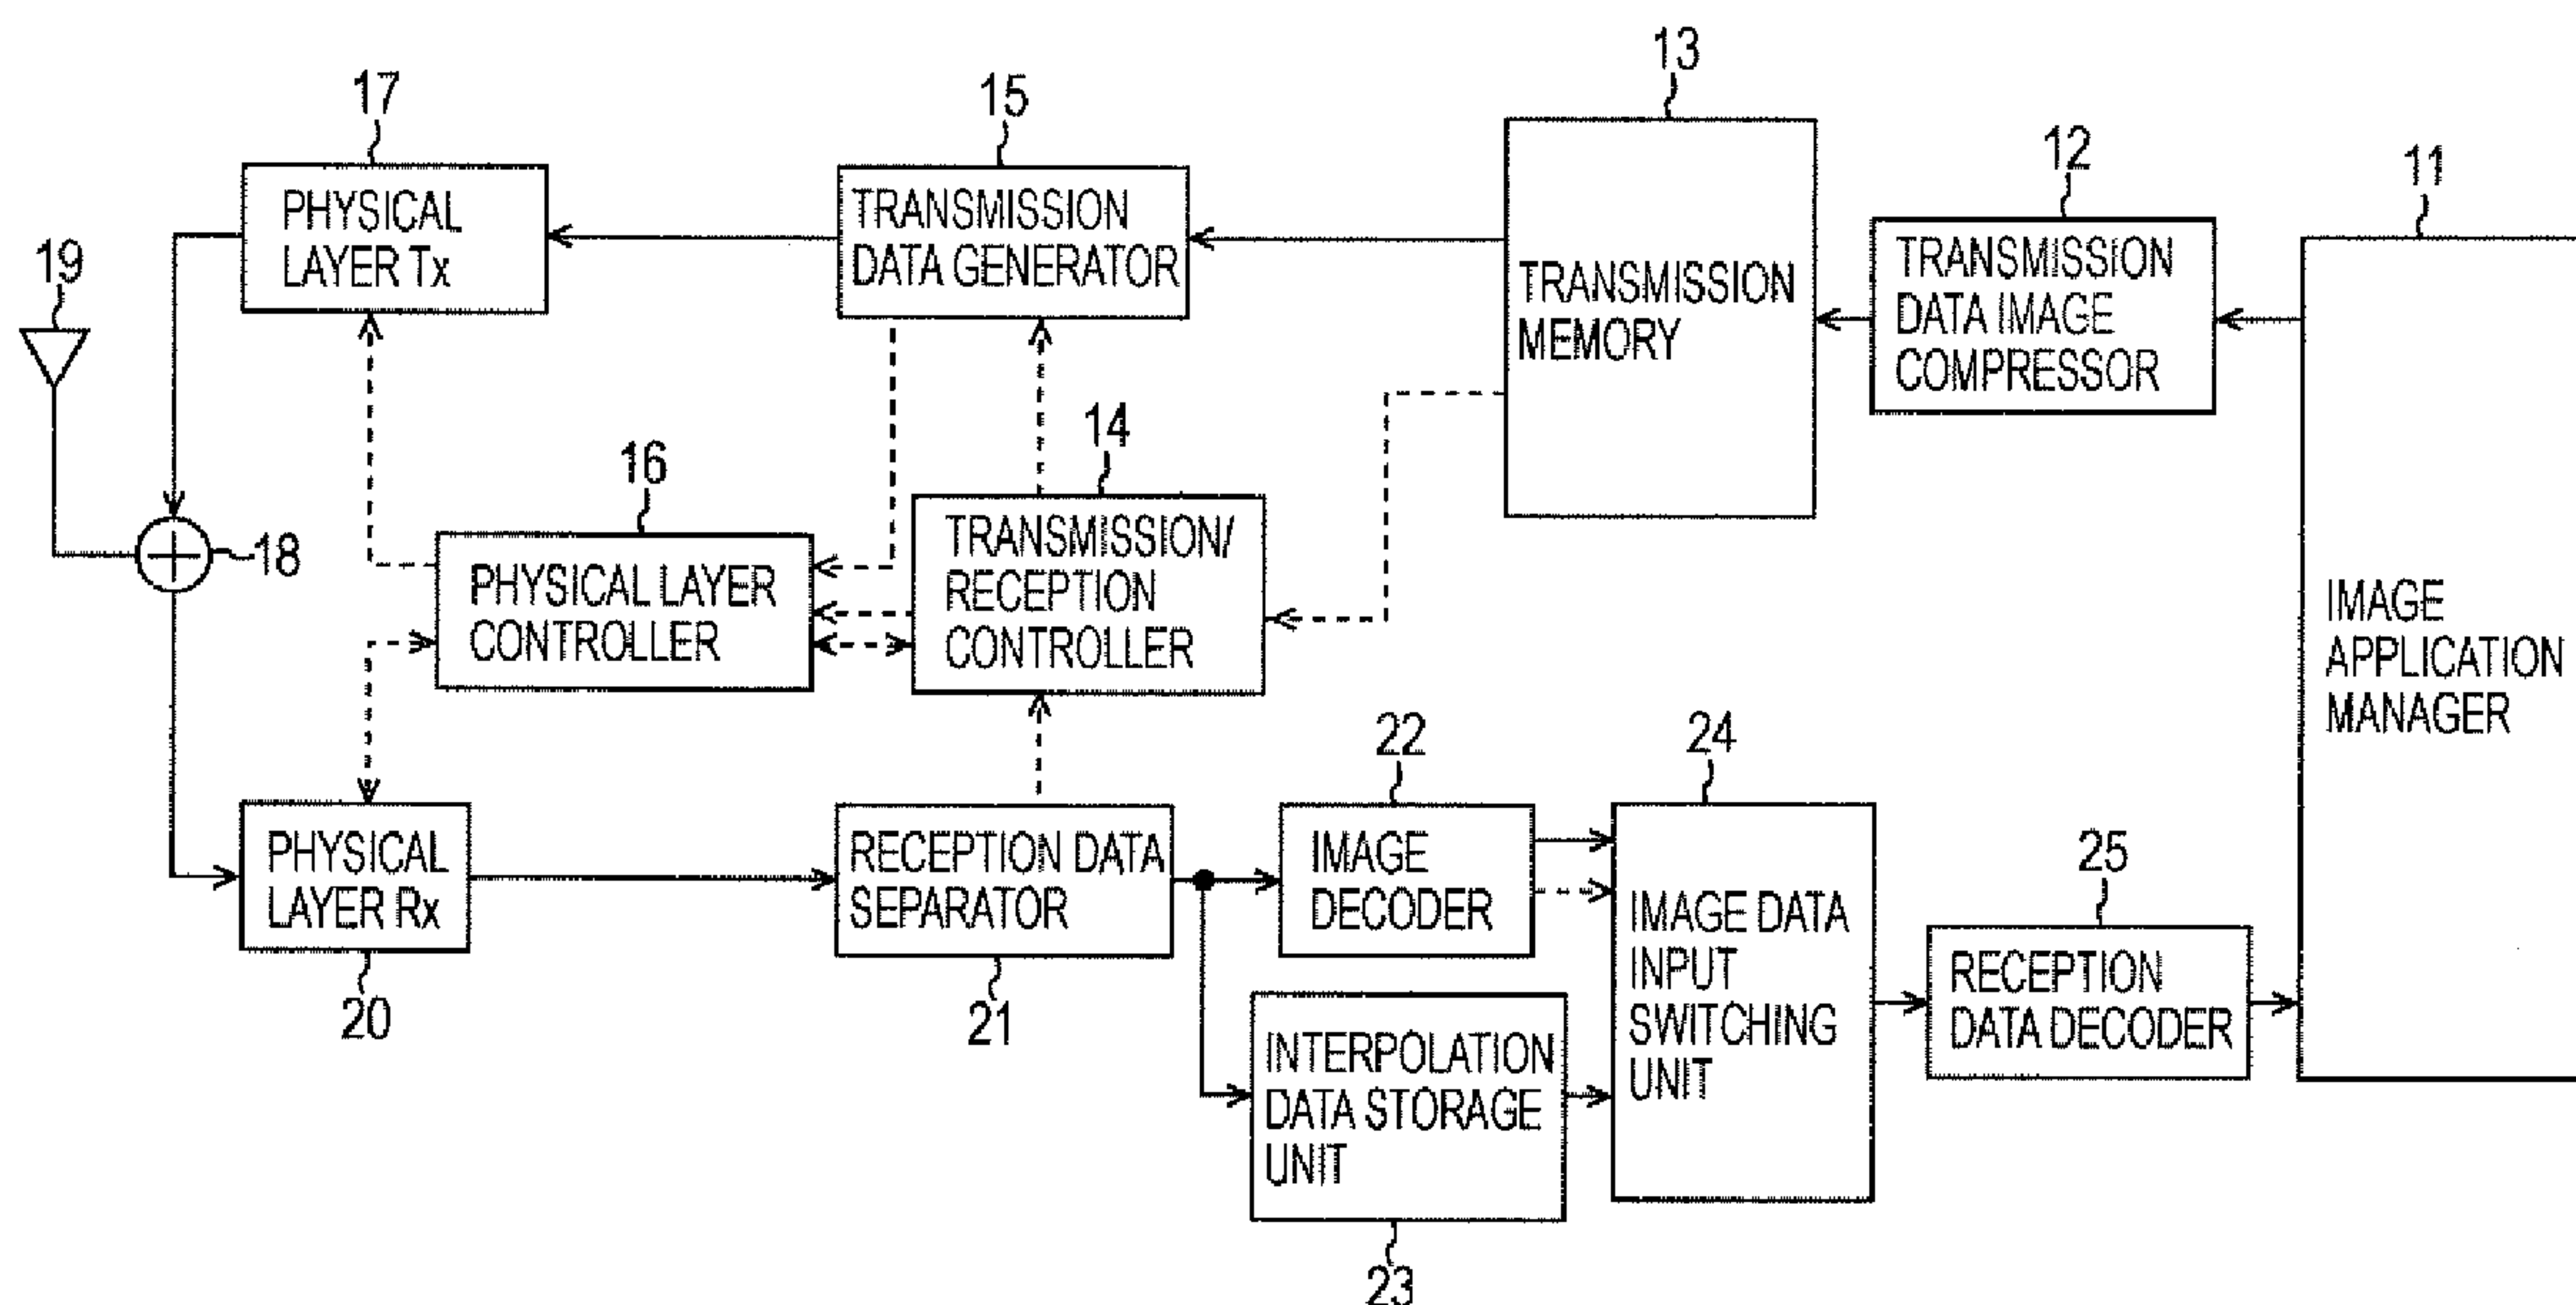 13
17
15
12
11
PHYSICAL
LAYER Tx
TRANSMISSION
DATA GENERATOR
TRANSMISSION
MEMORY
TRANSMISSION
DATA IMAGE
COMPRESSOR
19
14
16
18
PHYSICAL LAYER
CONTROLLER
TRANSMISSION/
RECEPTION
CONTROLLER
IMAGE
APPLICATION
MANAGER
22
24
25
PHYSICAL
LAYER Rx
20
RECEPTION DATA
SEPARATOR
21
IMAGE
DECODER
INTERPOLATION
DATA STORAGE
UNIT
23
IMAGE DATA
INPUT
SWITCHING
UNIT
RECEPTION
DATA DECODER